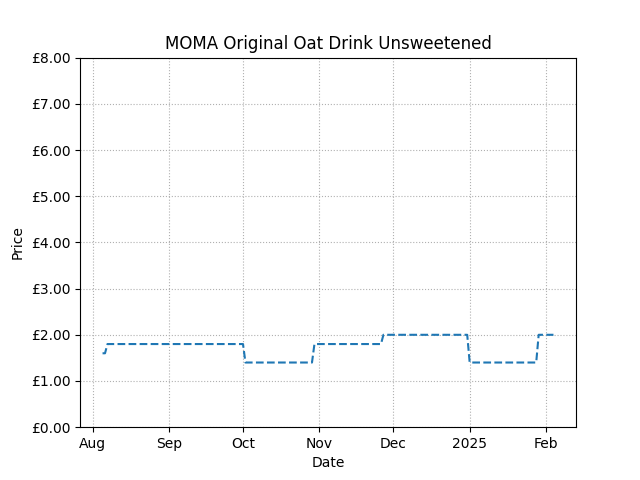 MOMA Original Oat Drink Unsweetened
£8.00
£7.00
£6.00
£5.00
£4.00
£3.00
£2.00
£1.00
£0.00
Price
Aug Sep Oct Nov Dec 2025 Feb
Date